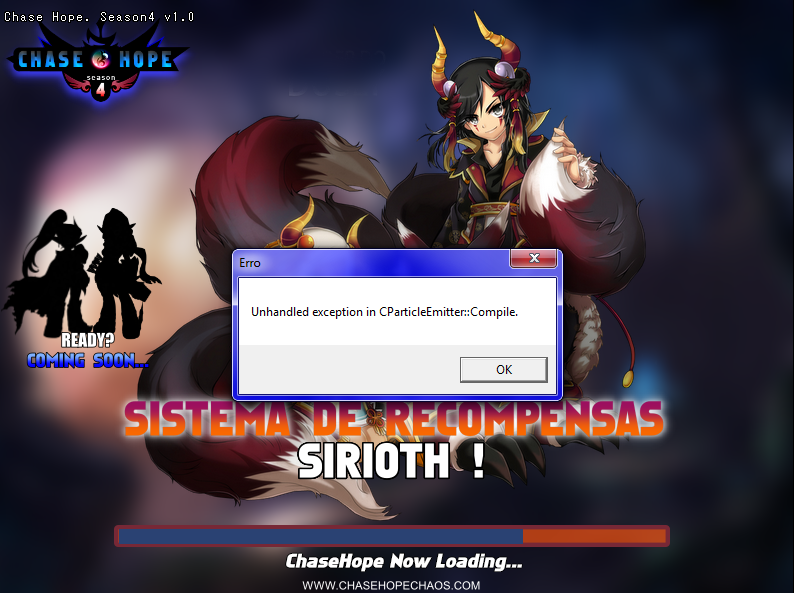 Chase Hope. Season4 v1.0
CHASE HOPE
season
4
Erro
Unhandled exception in CParticleEmitter::Compile.
OK
READY?
COMING SOON...
SISTEMA DE RECOMPENSAS
SIRIOTH !
ChaseHope Now Loading...
WWW.CHASEHOPECHAOS.COM